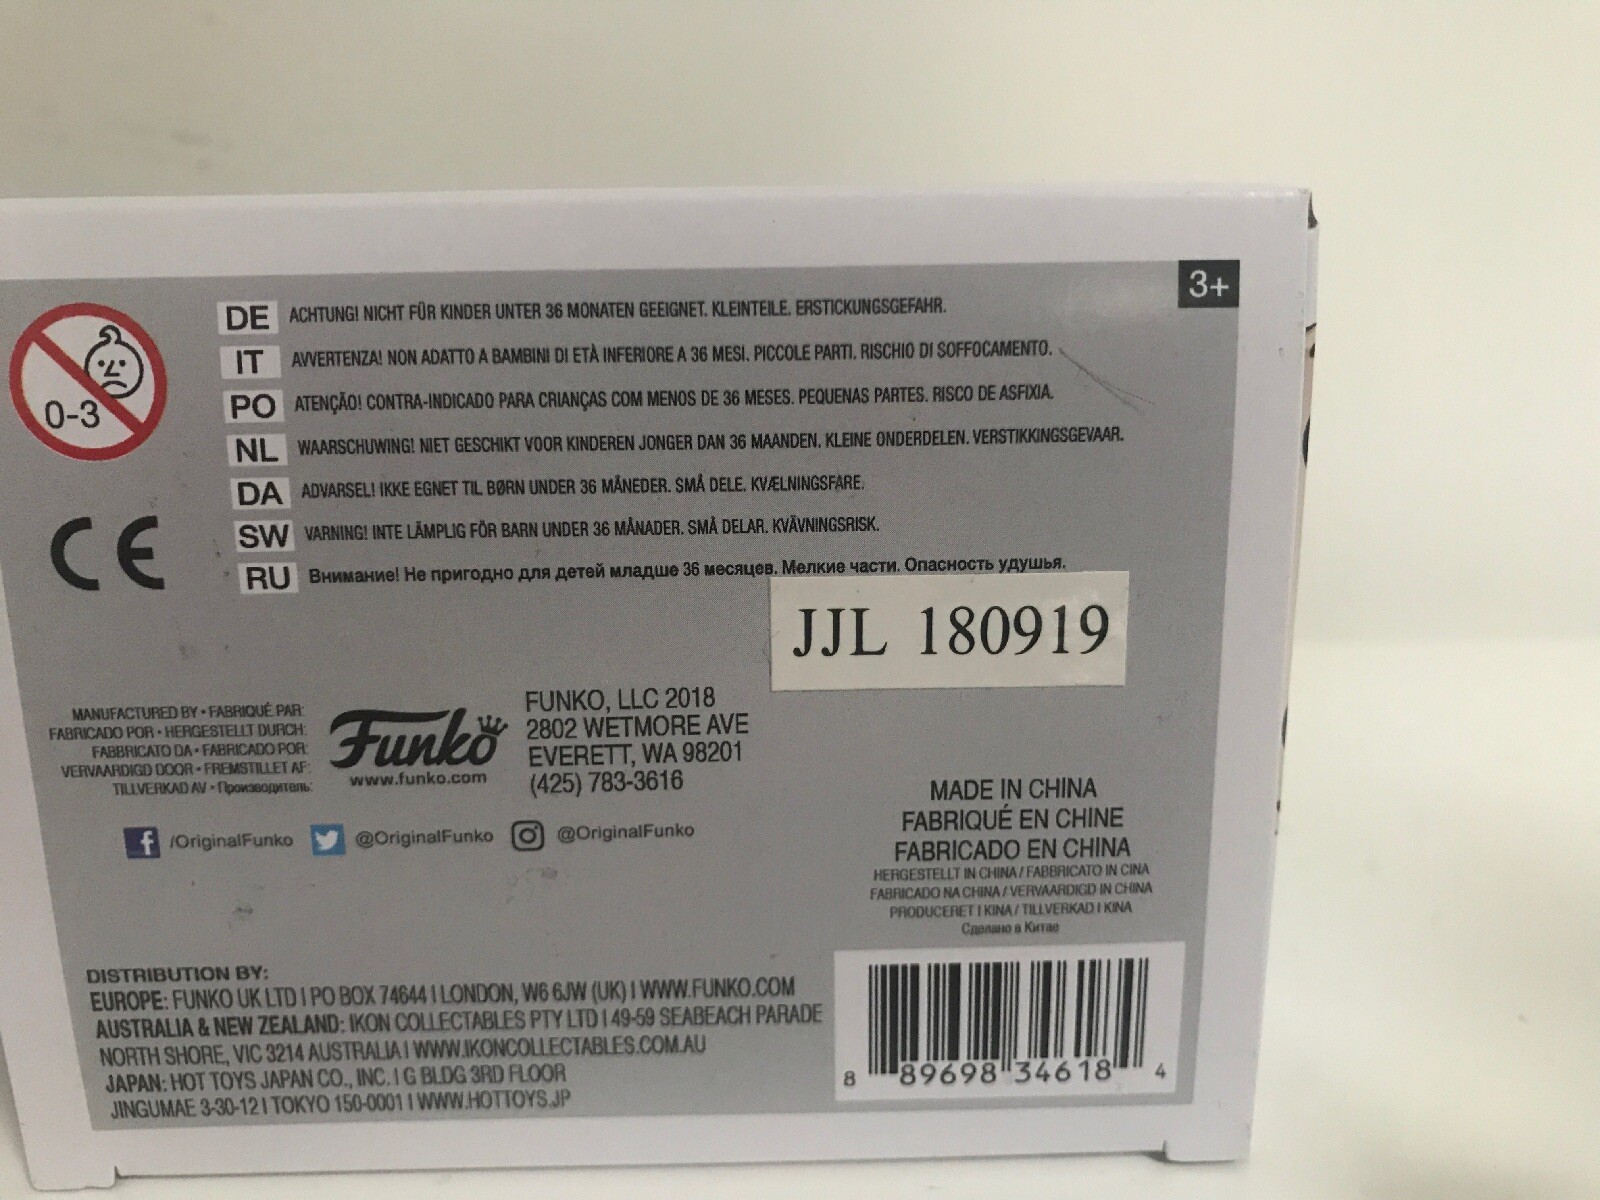 3+
0-3
DE ACHTUNG! NICHT FÜR KINDER UNTER 36 MONATEN GEEIGNET. KLEINTEILE. ERSTICKUNGSGEFAHR.
IT AVVERTENZA! NON ADATTO A BAMBINI DI ETÀ INFERIORE A 36 MESI. PICCOLE PARTI. RISCHIO DI SOFFOCAMENTO.
PO ATENÇÃO! CONTRA-INDICADO PARA CRIANÇAS COM MENOS DE 36 MESES. PEQUENAS PARTES. RISCO DE ASFIXIA.
NL WAARSCHUWING! NIET GESCHIKT VOOR KINDEREN JONGER DAN 36 MAANDEN. KLEINE ONDERDELEN. VERSTIKKINGSGEVAAR.
DA ADVARSEL! IKKE EGNET TIL BØRN UNDER 36 MÅNEDER. SMÅ DELE. KVÆLNINGSFARE.
SW VARNING! INTE LÄMPLIG FÖR BARN UNDER 36 MÅNADER. SMÅ DELAR. KVÄVNINGSRISK.
RU Внимание! Не пригодно для детей младше 36 месяцев. Мелкие части. Опасность удушья.
CE
JJL 180919
MANUFACTURED BY • FABRIQUÉ PAR:
FABRICADO POR • HERGESTELLT DURCH:
FABBRICATO DA • FABRICADO POR:
VERVAARDIGD DOOR • FREMSTILLET AF:
TILLVERKAD AV • Производитель:
Funko
www.funko.com
FUNKO, LLC 2018
2802 WETMORE AVE
EVERETT, WA 98201
(425) 783-3616
f /OriginalFunko @OriginalFunko @OriginalFunko
MADE IN CHINA
FABRIQUÉ EN CHINE
FABRICADO EN CHINA
HERGESTELLT IN CHINA / FABBRICATO IN CINA
FABRICADO NA CHINA / VERVAARDIGD IN CHINA
PRODUCERET I KINA / TILLVERKAD I KINA
Сделано в Китае
DISTRIBUTION BY:
EUROPE: FUNKO UK LTD | PO BOX 74644 | LONDON, W6 6JW (UK) | WWW.FUNKO.COM
AUSTRALIA & NEW ZEALAND: IKON COLLECTABLES PTY LTD | 49-59 SEABEACH PARADE
NORTH SHORE, VIC 3214 AUSTRALIA | WWW.IKONCOLLECTABLES.COM.AU
JAPAN: HOT TOYS JAPAN CO., INC. | G BLDG 3RD FLOOR
JINGUMAE 3-30-12 | TOKYO 150-0001 | WWW.HOTTOYS.JP
8 89698 34618 4